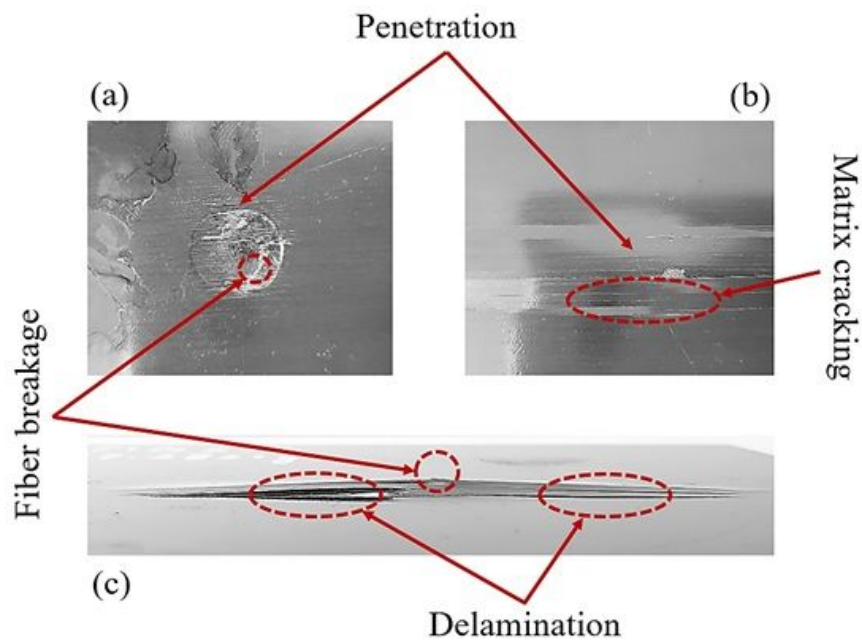 Penetration
(a)
(b)
Matrix cracking
Fiber breakage
(c)
Delamination